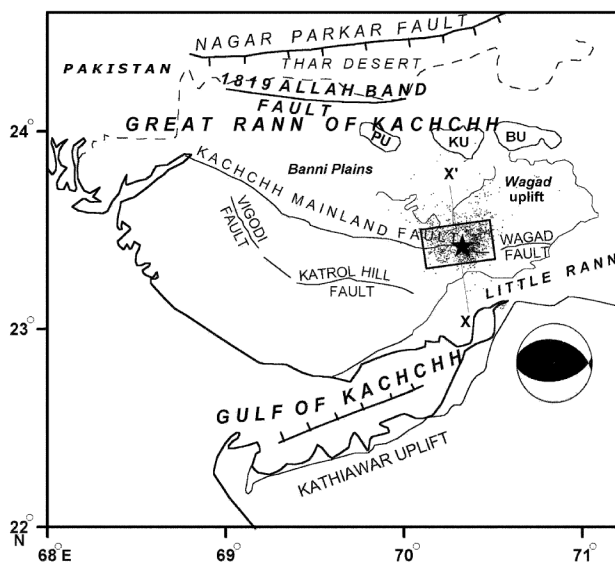 NAGAR PARKAR FAULT
THAR DESERT
PAKISTAN
1819 ALLAH BAND
FAULT
24°
GREAT RANN OF KACHCHH
PU
KU
BU
Banni Plains
X'
Wagad
uplift
KACHCHH MAINLAND FAULT
VIGODI
FAULT
WAGAD
FAULT
KATROL HILL
FAULT
LITTLE RANN
23°
X
GULF OF KACHCHH
KATHIAWAR UPLIFT
22°
N
68°E
69°
70°
71°